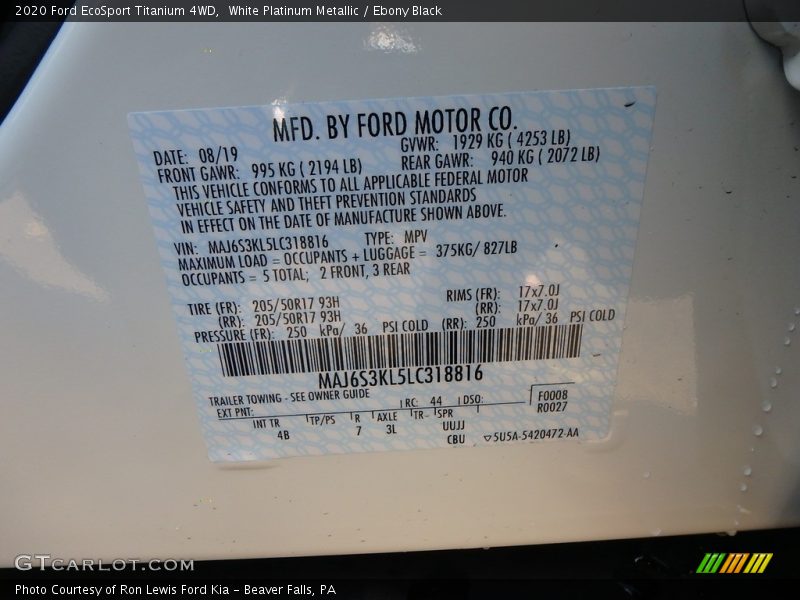 2020 Ford EcoSport Titanium 4WD,  White Platinum Metallic / Ebony Black
MFD. BY FORD MOTOR CO.
DATE: 08/19 GVWR: 1929 KG ( 4253 LB)
FRONT GAWR: 995 KG ( 2194 LB) REAR GAWR: 940 KG ( 2072 LB)
THIS VEHICLE CONFORMS TO ALL APPLICABLE FEDERAL MOTOR
VEHICLE SAFETY AND THEFT PREVENTION STANDARDS
IN EFFECT ON THE DATE OF MANUFACTURE SHOWN ABOVE.
VIN: MAJ6S3KL5LC318816 TYPE: MPV
MAXIMUM LOAD = OCCUPANTS + LUGGAGE = 375KG/ 827LB
OCCUPANTS = 5 TOTAL; 2 FRONT, 3 REAR
TIRE (FR): 205/50R17 93H RIMS (FR): 17x7.0J
(RR): 205/50R17 93H (RR): 17x7.0J
PRESSURE (FR): 250 kPa/ 36 PSI COLD (RR): 250 kPa/ 36 PSI COLD
MAJ6S3KL5LC318816
TRAILER TOWING - SEE OWNER GUIDE
EXT PNT: RC: 44 DSO: F0008
R0027
INT TR TP/PS R AXLE TR- SPR
4B 7 3L UUJJ
CBU ▽5U5A-5420472-AA
GTcarlot.com
Photo Courtesy of Ron Lewis Ford Kia - Beaver Falls, PA